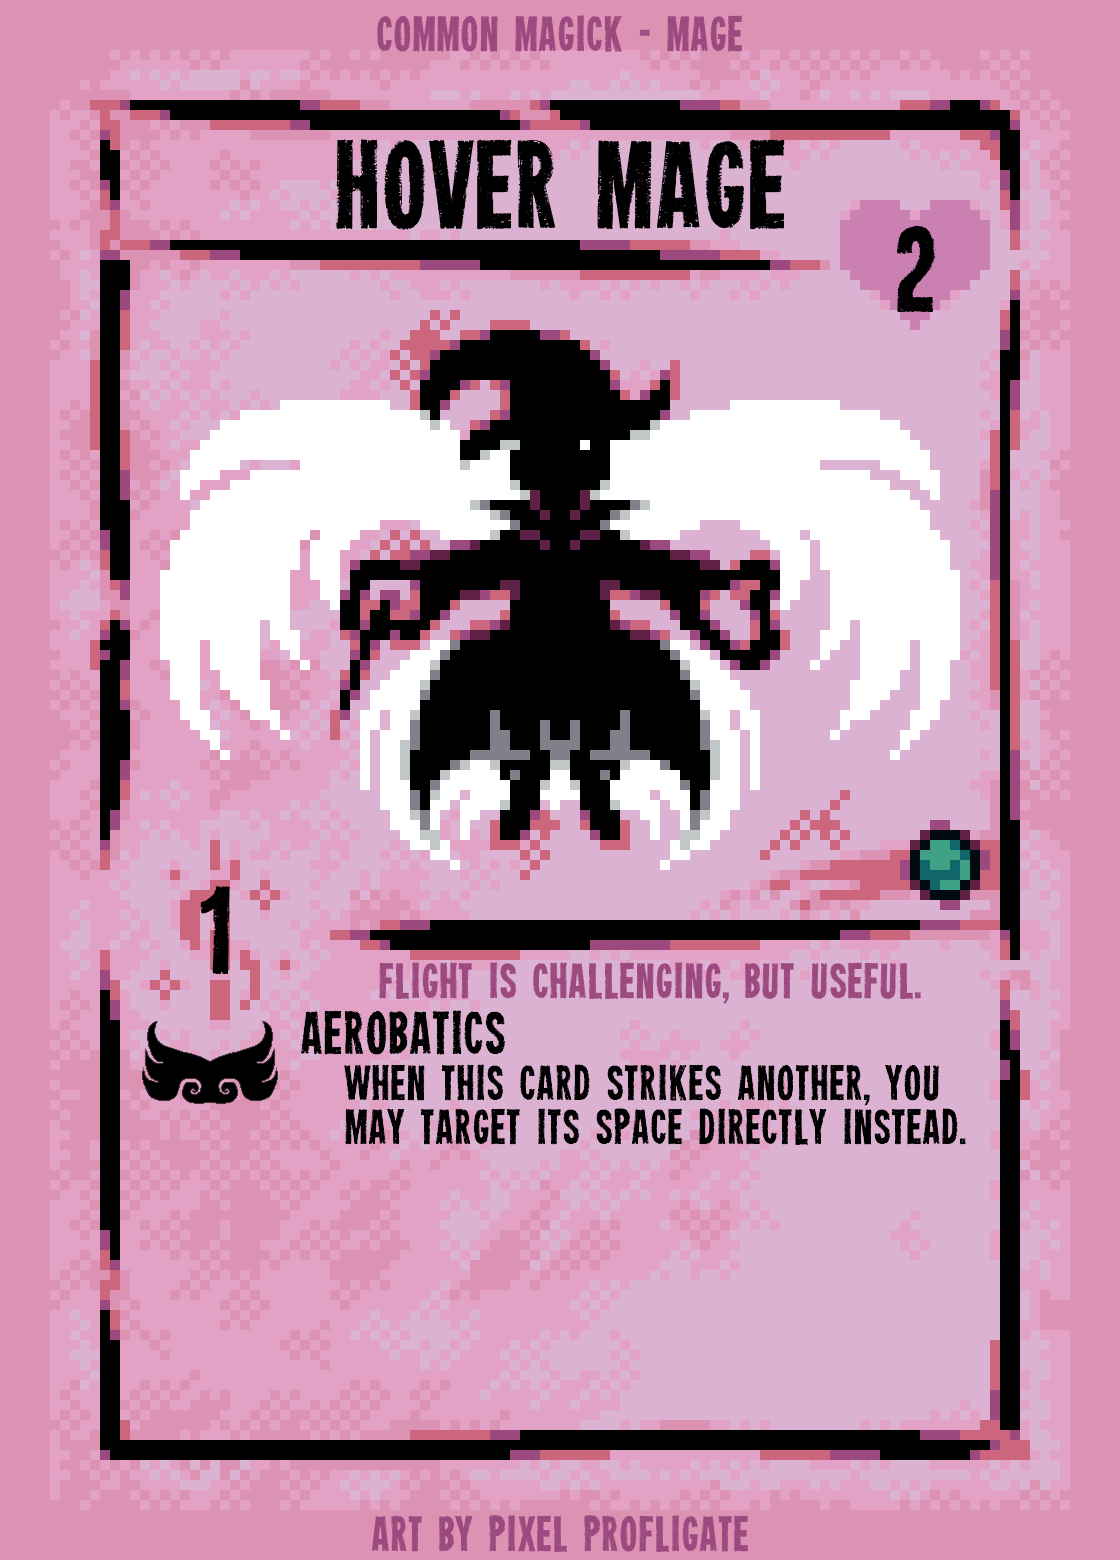 COMMON MAGICK - MAGE
HOVER MAGE
2
1
FLIGHT IS CHALLENGING, BUT USEFUL.
AEROBATICS
WHEN THIS CARD STRIKES ANOTHER, YOU
MAY TARGET ITS SPACE DIRECTLY INSTEAD.
ART BY PIXEL PROFLIGATE